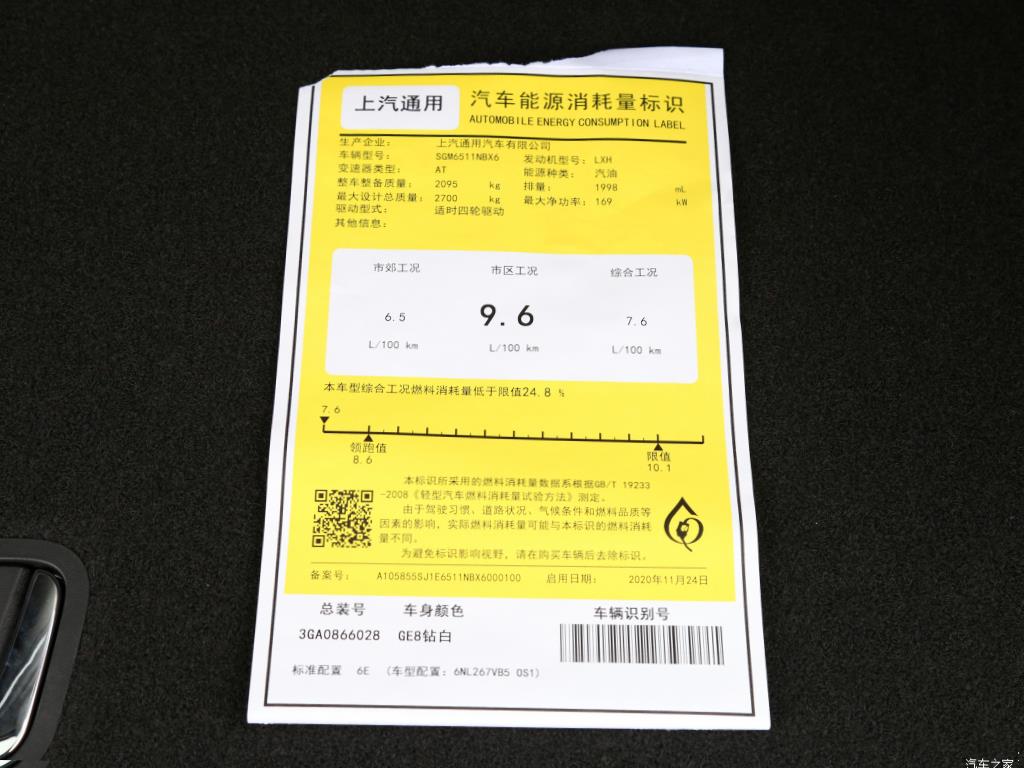 上汽通用
汽车能源消耗量标识
AUTOMOBILE ENERGY CONSUMPTION LABEL
生产企业： 上汽通用汽车有限公司
车辆型号： SGM6511NBX6 发动机型号： LXH
变速器类型： AT 能源种类： 汽油
整车整备质量： 2095 kg 排量： 1998 mL
最大设计总质量： 2700 kg 最大净功率： 169 kW
驱动型式： 适时四轮驱动
其他信息：
市郊工况 市区工况 综合工况
6.5 9.6 7.6
L/100 km L/100 km L/100 km
本车型综合工况燃料消耗量低于限值24.8 %
7.6
领跑值 限值
8.6 10.1
本标识所采用的燃料消耗量数据系根据GB/T 19233
-2008《轻型汽车燃料消耗量试验方法》测定。
由于驾驶习惯、道路状况、气候条件和燃料品质等
因素的影响，实际燃料消耗量可能与本标识的燃料消耗
量不同。
为避免标识影响视野，请在购买车辆后去除标识。
备案号： A105855SJ1E6511NBX6000100 启用日期： 2020年11月24日
总装号 车身颜色 车辆识别号
3GA0866028 GE8钻白
标准配置 6E （车型配置：6NL267VB5 0S1）
汽车之家